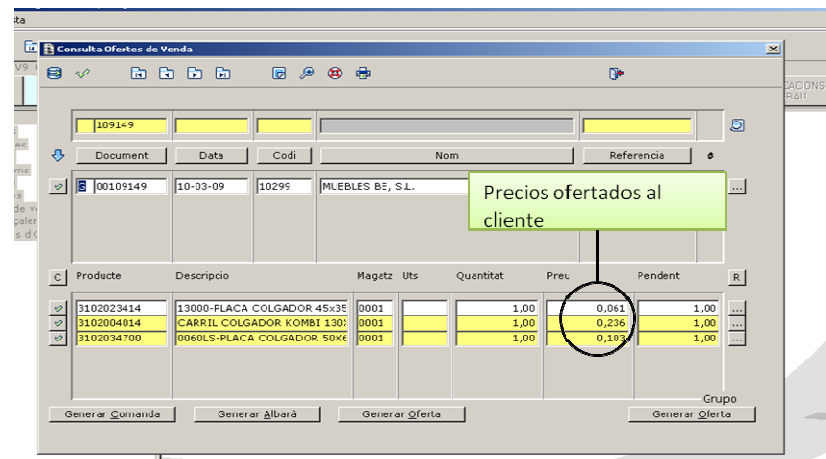 sta
Consulta Ofertes de Venda
V9
CACIONS
109149
Document Data Codi Nom Referencia
G 00109149 10-03-09 10299 MUEBLES BE, S.L. ...
Precios ofertados al
cliente
C Producte Descripcio Magatz Uts Quantitat Preu Pendent R
3102023414 13000-PLACA COLGADOR 45x35 0001 1,00 0,061 1,00 ...
3102004014 CARRIL COLGADOR KOMBI 130 0001 1,00 0,236 1,00 ...
3102034700 0060LS-PLACA COLGADOR 50x6 0001 1,00 0,103 1,00 ...
Grupo
Generar Comanda Generar Albarà Generar Oferta Generar Oferta